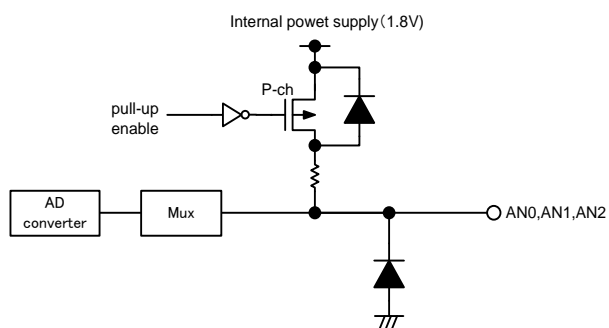 Internal powet supply(1.8V)
P-ch
pull-up
enable
AD
converter
Mux
AN0,AN1,AN2